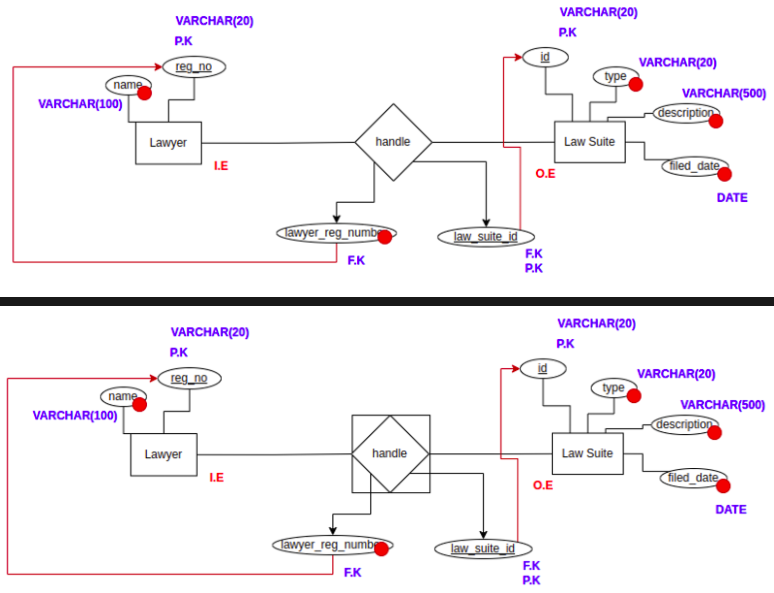 VARCHAR(20)
P.K
reg_no
name
VARCHAR(100)
Lawyer
I.E
handle
VARCHAR(20)
P.K
id
type
VARCHAR(20)
VARCHAR(500)
description
Law Suite
filed_date
O.E
DATE
lawyer_reg_number
F.K
law_suite_id
F.K
P.K
VARCHAR(20)
P.K
reg_no
name
VARCHAR(100)
Lawyer
I.E
handle
VARCHAR(20)
P.K
id
type
VARCHAR(20)
VARCHAR(500)
description
Law Suite
filed_date
O.E
DATE
lawyer_reg_number
F.K
law_suite_id
F.K
P.K